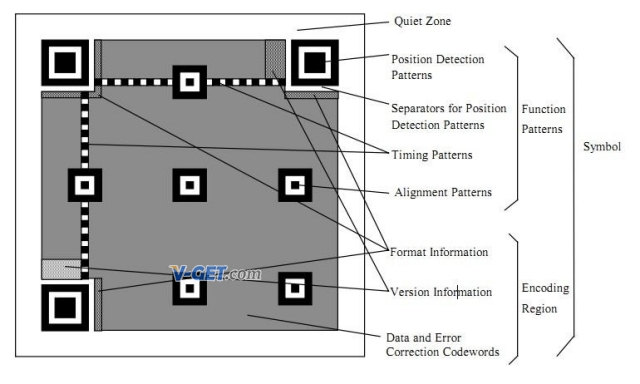 Quiet Zone
Position Detection
Patterns
Separators for Position
Detection Patterns
Function
Patterns
Symbol
Timing Patterns
Alignment Patterns
Format Information
V-GET.com
Version Information
Encoding
Region
Data and Error
Correction Codewords